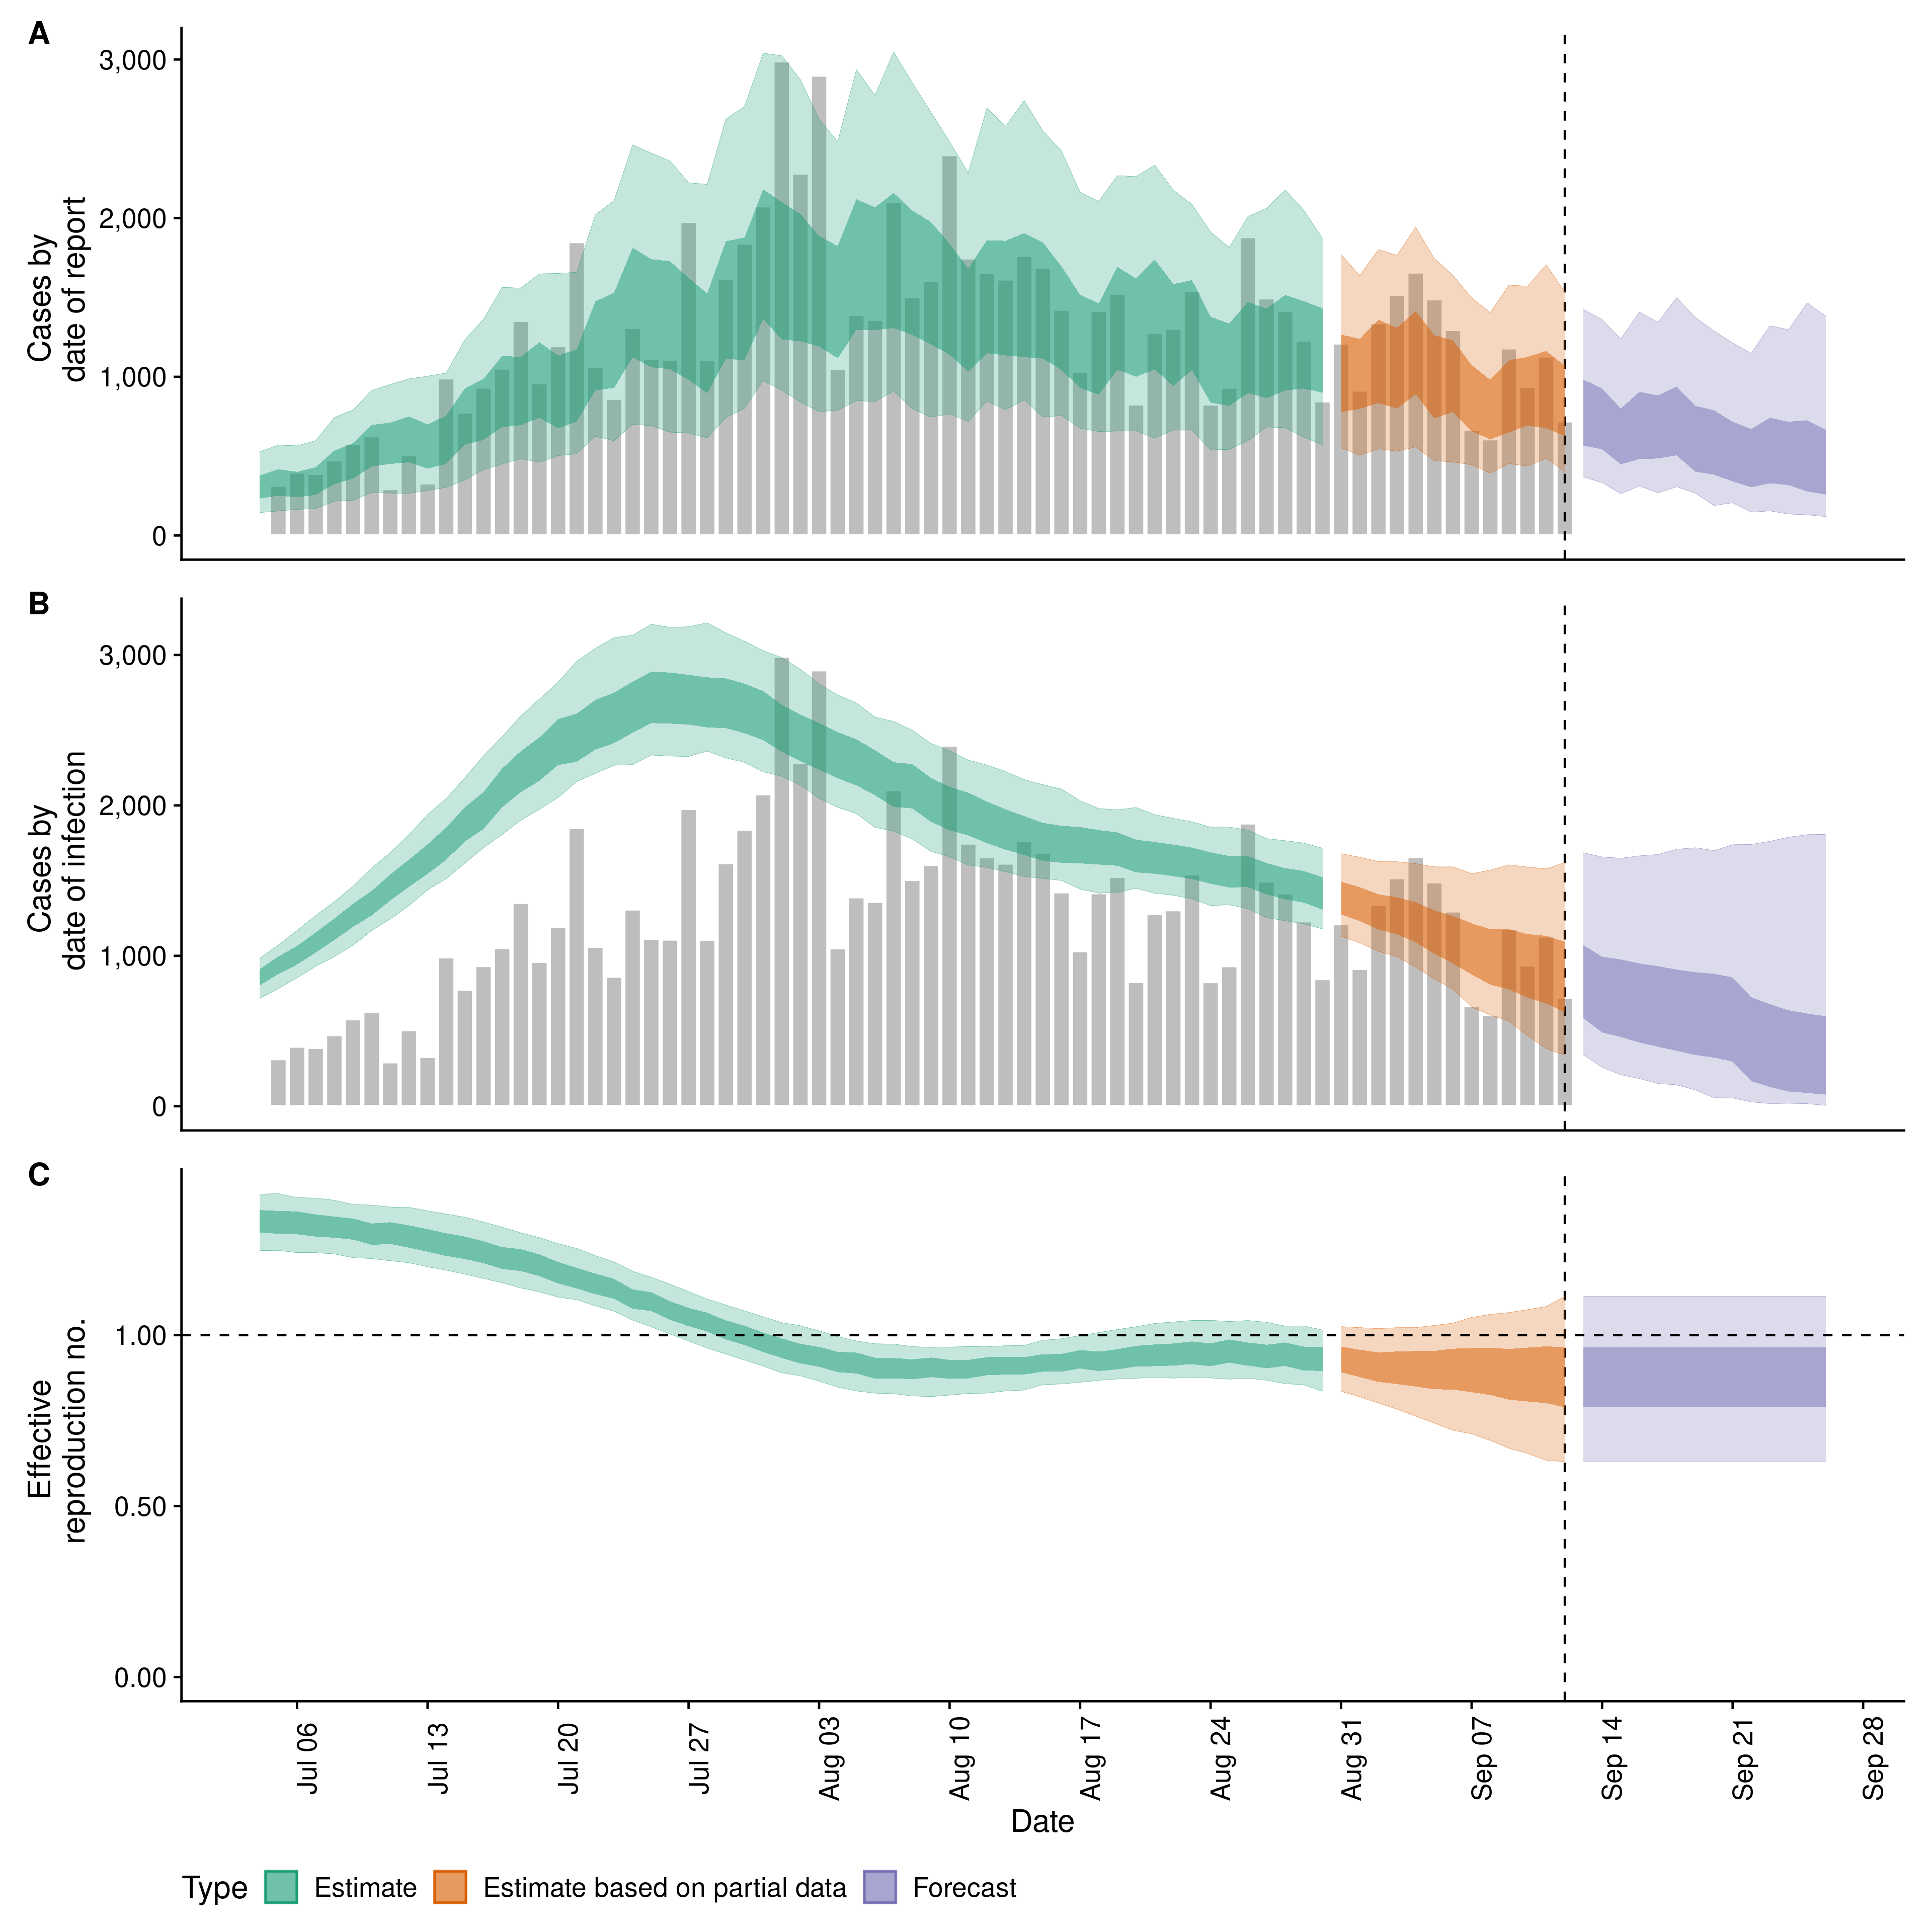 A
Cases by
date of report
3,000
2,000
1,000
0
B
Cases by
date of infection
3,000
2,000
1,000
0
C
Effective
reproduction no.
1.00
0.50
0.00
Jul 06
Jul 13
Jul 20
Jul 27
Aug 03
Aug 10
Aug 17
Aug 24
Aug 31
Sep 07
Sep 14
Sep 21
Sep 28
Date
Type Estimate Estimate based on partial data Forecast